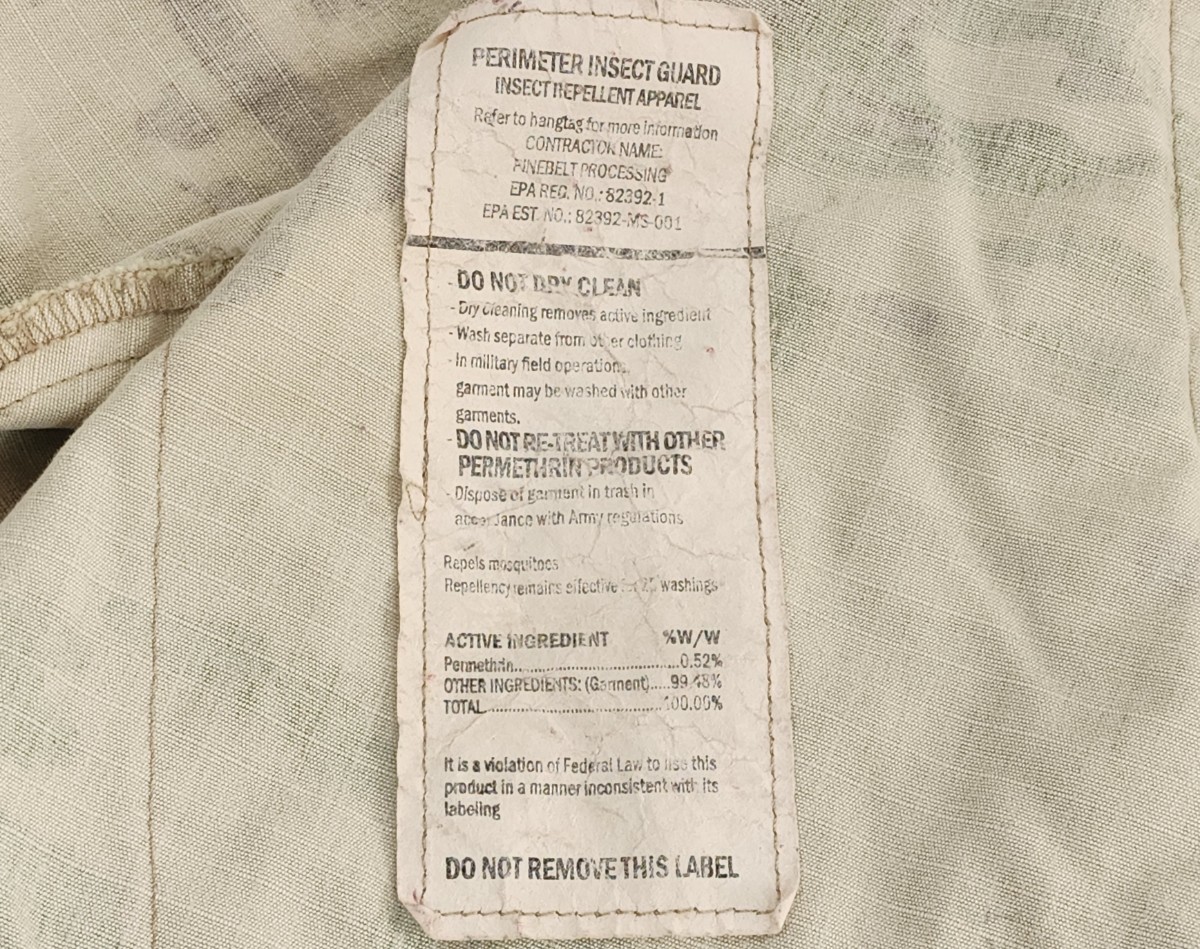 PERIMETER INSECT GUARD
INSECT REPELLENT APPAREL
Refer to hangtag for more information
CONTRACTOR NAME:
PINEBELT PROCESSING
EPA REG. NO.: 82392-1
EPA EST. NO.: 82392-MS-001
- DO NOT DRY CLEAN
- Dry cleaning removes active ingredient
- Wash separate from other clothing
- In military field operations,
garment may be washed with other
garments.
- DO NOT RE-TREAT WITH OTHER
PERMETHRIN PRODUCTS
- Dispose of garment in trash in
accordance with Army regulations
Repels mosquitoes
Repellency remains effective for washings
ACTIVE INGREDIENT %W/W
Permethrin...............................................0.52%
OTHER INGREDIENTS: (Garment).....99.48%
TOTAL.................................................100.00%
It is a violation of Federal Law to use this
product in a manner inconsistent with its
labeling
DO NOT REMOVE THIS LABEL